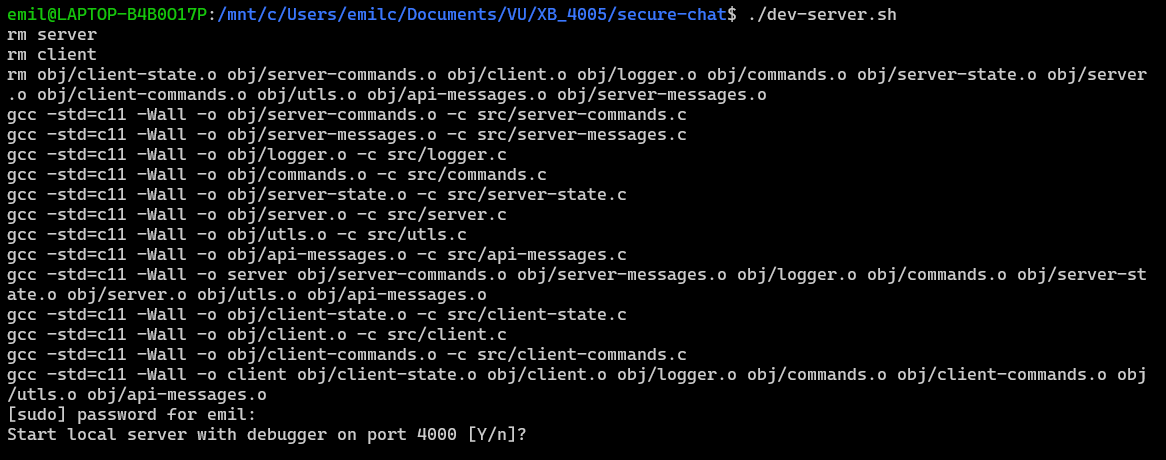 emil@LAPTOP-B4B0O17P:/mnt/c/Users/emilc/Documents/VU/XB_4005/secure-chat$ ./dev-server.sh
rm server
rm client
rm obj/client-state.o obj/server-commands.o obj/client.o obj/logger.o obj/commands.o obj/server-state.o obj/server
.o obj/client-commands.o obj/utls.o obj/api-messages.o obj/server-messages.o
gcc -std=c11 -Wall -o obj/server-commands.o -c src/server-commands.c
gcc -std=c11 -Wall -o obj/server-messages.o -c src/server-messages.c
gcc -std=c11 -Wall -o obj/logger.o -c src/logger.c
gcc -std=c11 -Wall -o obj/commands.o -c src/commands.c
gcc -std=c11 -Wall -o obj/server-state.o -c src/server-state.c
gcc -std=c11 -Wall -o obj/server.o -c src/server.c
gcc -std=c11 -Wall -o obj/utls.o -c src/utls.c
gcc -std=c11 -Wall -o obj/api-messages.o -c src/api-messages.c
gcc -std=c11 -Wall -o server obj/server-commands.o obj/server-messages.o obj/logger.o obj/commands.o obj/server-st
ate.o obj/server.o obj/utls.o obj/api-messages.o
gcc -std=c11 -Wall -o obj/client-state.o -c src/client-state.c
gcc -std=c11 -Wall -o obj/client.o -c src/client.c
gcc -std=c11 -Wall -o obj/client-commands.o -c src/client-commands.c
gcc -std=c11 -Wall -o client obj/client-state.o obj/client.o obj/logger.o obj/commands.o obj/client-commands.o obj
/utls.o obj/api-messages.o
[sudo] password for emil:
Start local server with debugger on port 4000 [Y/n]?